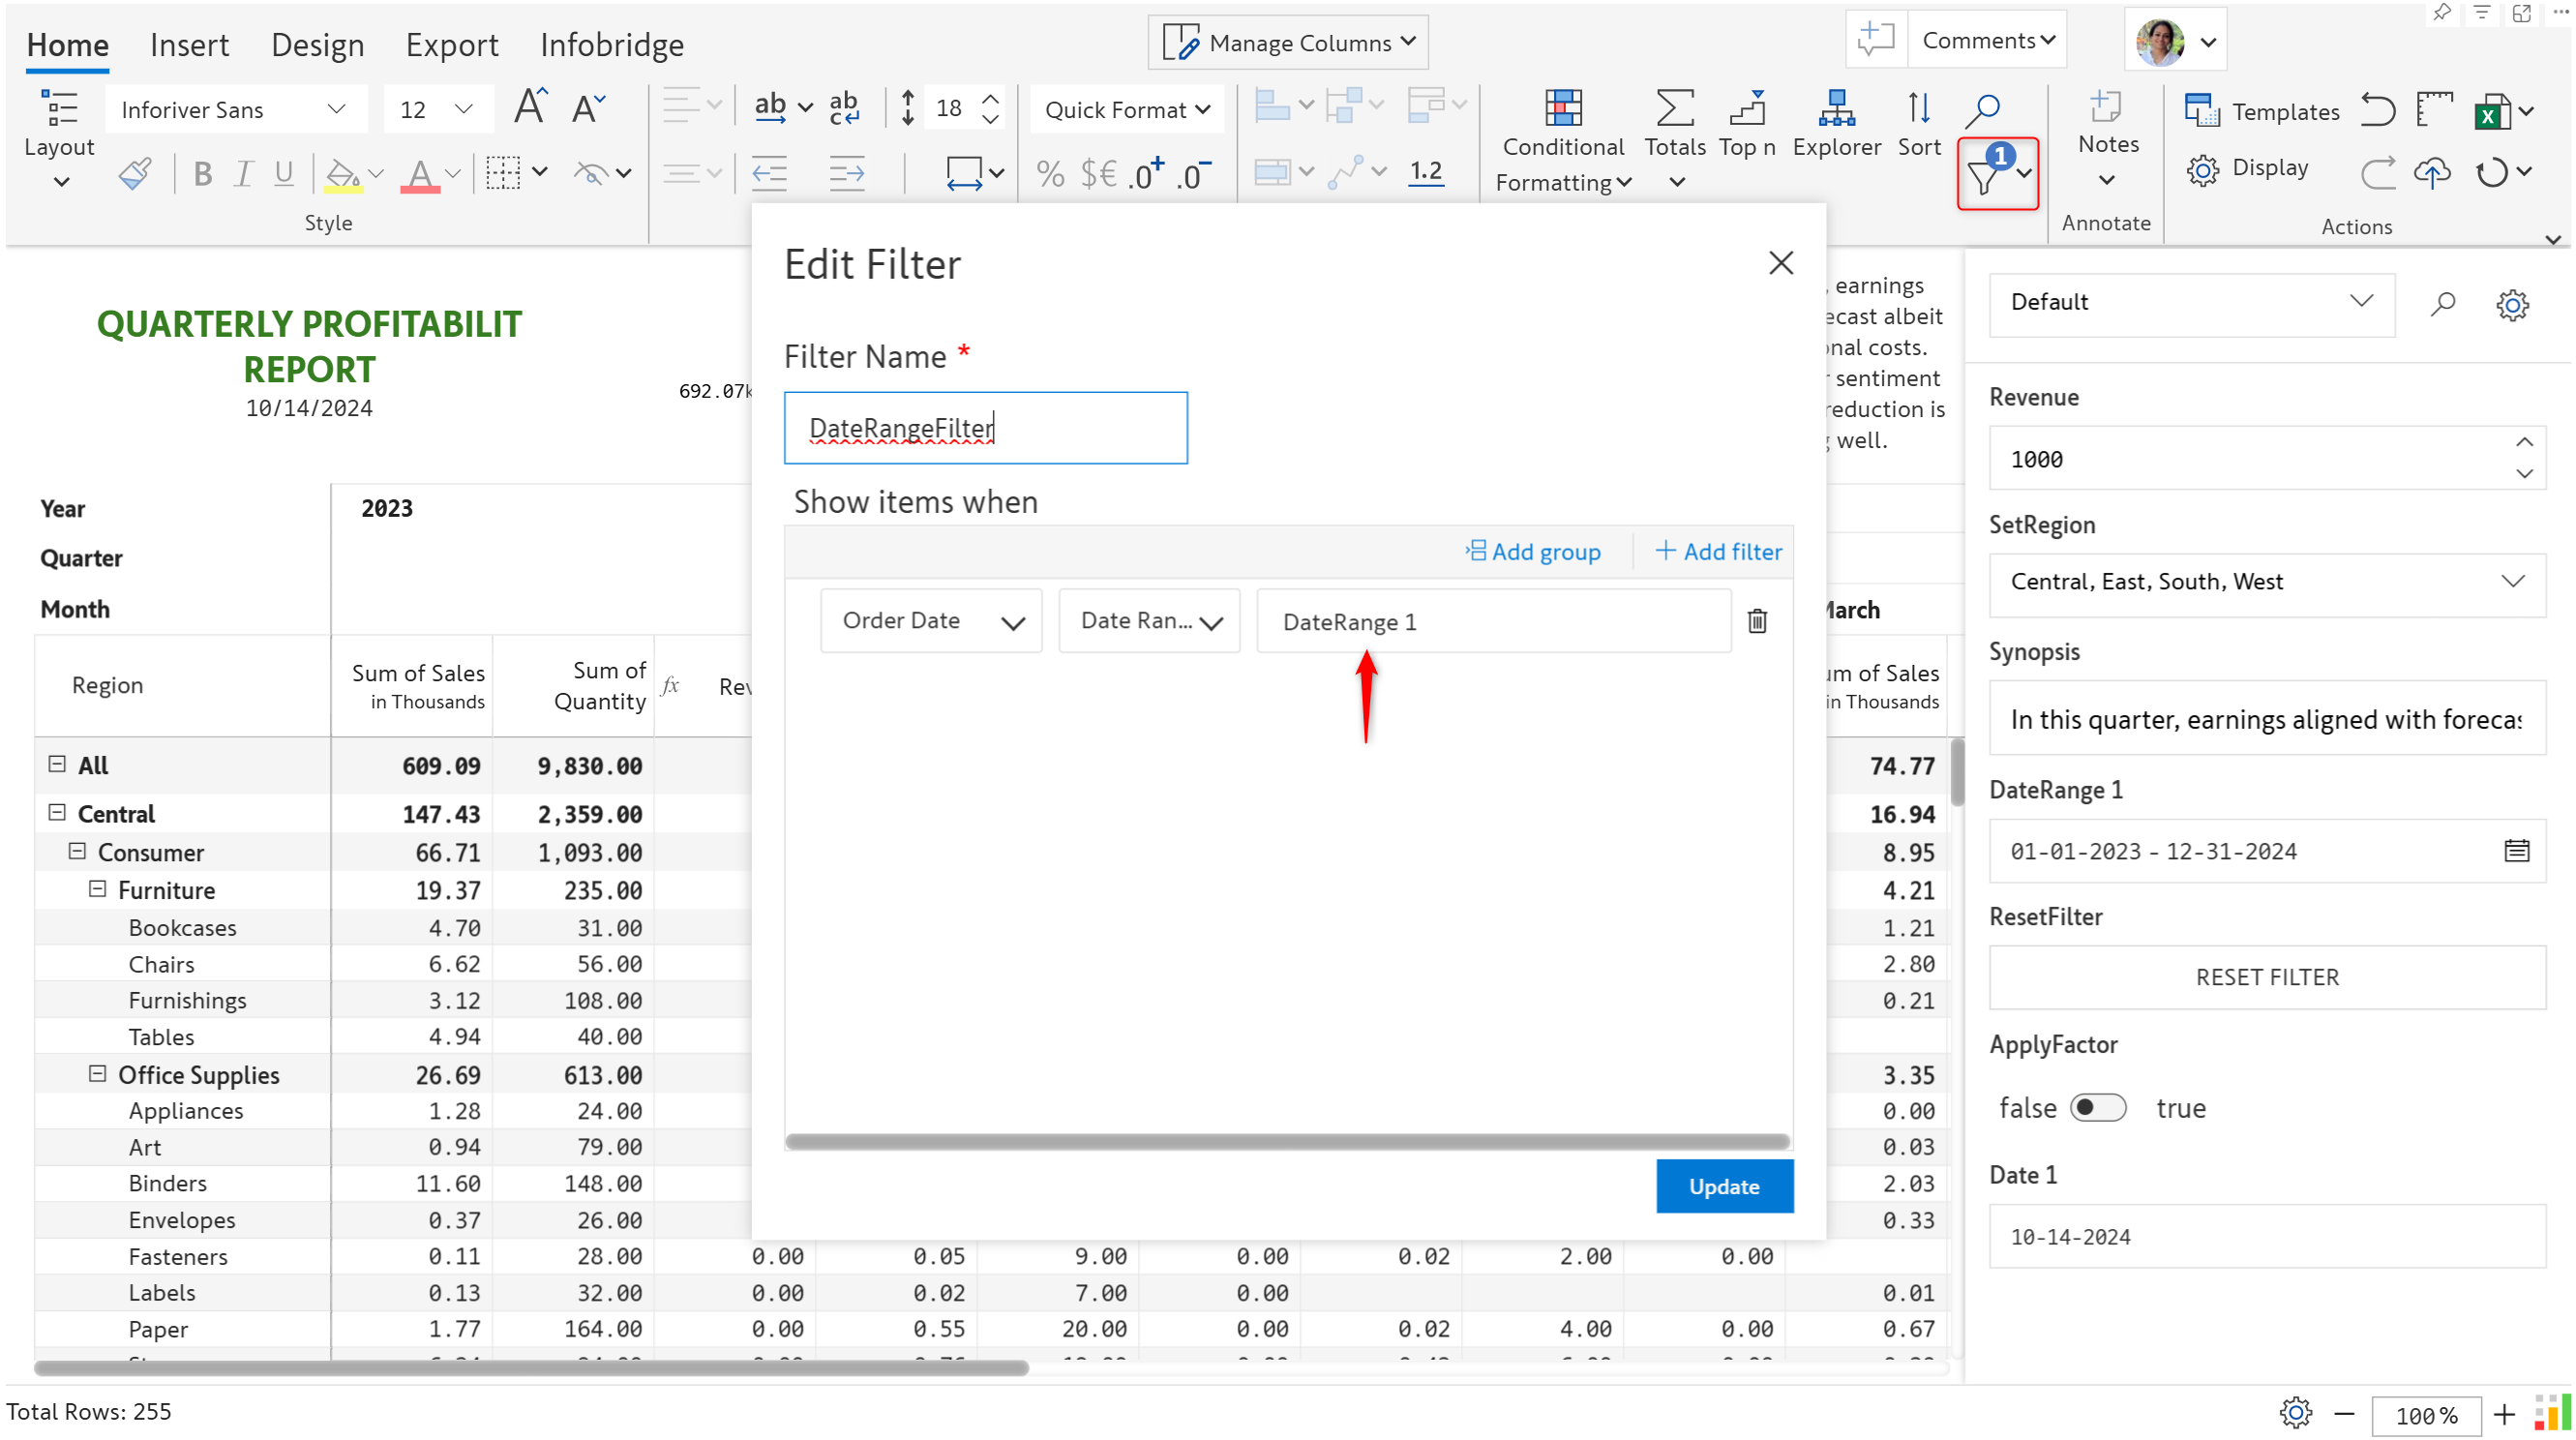 Home Insert Design Export Infobridge
Manage Columns
Comments
Layout
Inforiver Sans
12
A A
ab
ab
c
18
Quick Format
Conditional
Formatting
Totals
Top n
Explorer
Sort
1
Notes
Templates
B I U
A
% $€ .0+ .0-
1.2
Display
Style
Annotate
Actions
QUARTERLY PROFITABILIT
REPORT
10/14/2024
692.07k
earnings
ecast albeit
onal costs.
sentiment
reduction is
well.
Edit Filter
Filter Name *
DateRangeFilter
Show items when
Add group
+ Add filter
Order Date
Date Ran...
DateRange 1
Update
Year 2023
Quarter
Month March
Region
Sum of Sales
in Thousands
Sum of
Quantity
fx
Rev
um of Sales
in Thousands
All 609.09 9,830.00 74.77
Central 147.43 2,359.00 16.94
Consumer 66.71 1,093.00 8.95
Furniture 19.37 235.00 4.21
Bookcases 4.70 31.00 1.21
Chairs 6.62 56.00 2.80
Furnishings 3.12 108.00 0.21
Tables 4.94 40.00
Office Supplies 26.69 613.00 3.35
Appliances 1.28 24.00 0.00
Art 0.94 79.00 0.03
Binders 11.60 148.00 2.03
Envelopes 0.37 26.00 0.33
Fasteners 0.11 28.00 0.00 0.05 9.00 0.00 0.02 2.00 0.00
Labels 0.13 32.00 0.00 0.02 7.00 0.00 0.01
Paper 1.77 164.00 0.00 0.55 20.00 0.00 0.02 4.00 0.00 0.67
Default
Revenue
1000
SetRegion
Central, East, South, West
Synopsis
In this quarter, earnings aligned with forecas
DateRange 1
01-01-2023 - 12-31-2024
ResetFilter
RESET FILTER
ApplyFactor
false true
Date 1
10-14-2024
Total Rows: 255
100%